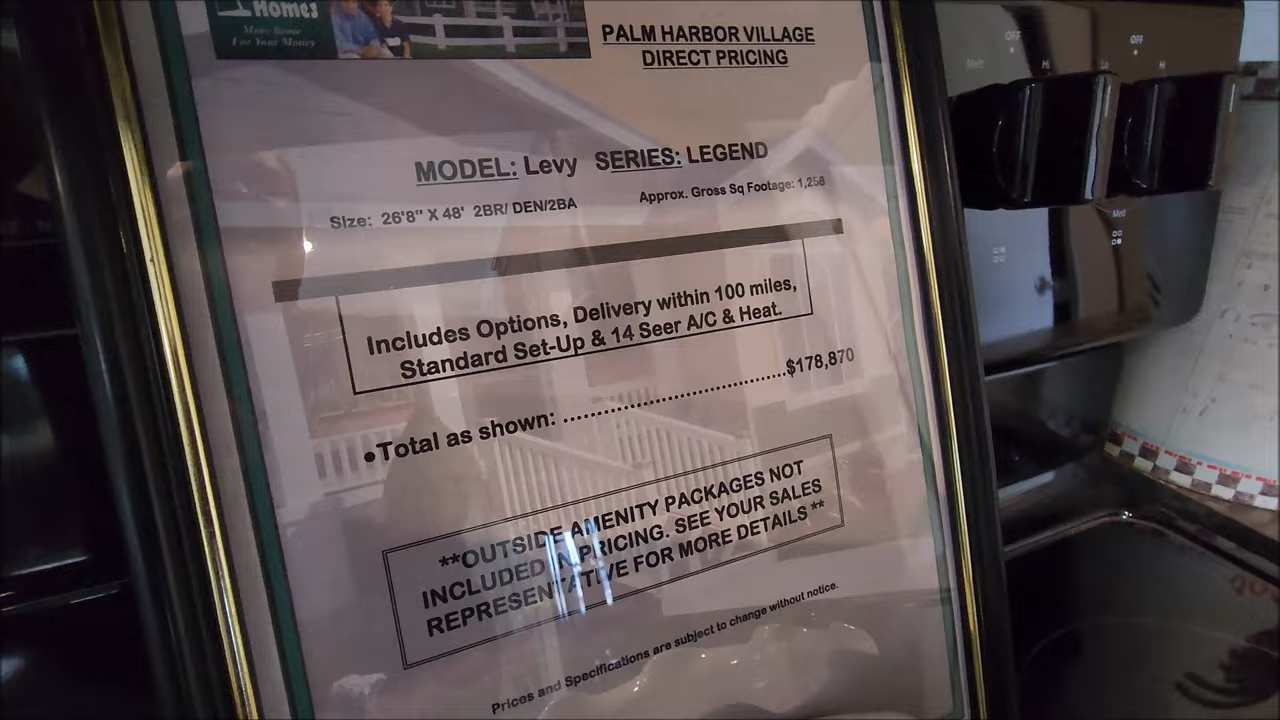 Homes
More Home
For Your Money
PALM HARBOR VILLAGE
DIRECT PRICING
MODEL: Levy SERIES: LEGEND
Size: 26'8" X 48' 2BR/ DEN/2BA
Approx. Gross Sq Footage: 1,258
Includes Options, Delivery within 100 miles,
Standard Set-Up & 14 Seer A/C & Heat.
•Total as shown: ....................................$178,870
**OUTSIDE AMENITY PACKAGES NOT
INCLUDED IN PRICING. SEE YOUR SALES
REPRESENTATIVE FOR MORE DETAILS **
Prices and Specifications are subject to change without notice.
OFF
OFF
Melt
Hi
Lo
Hi
Med